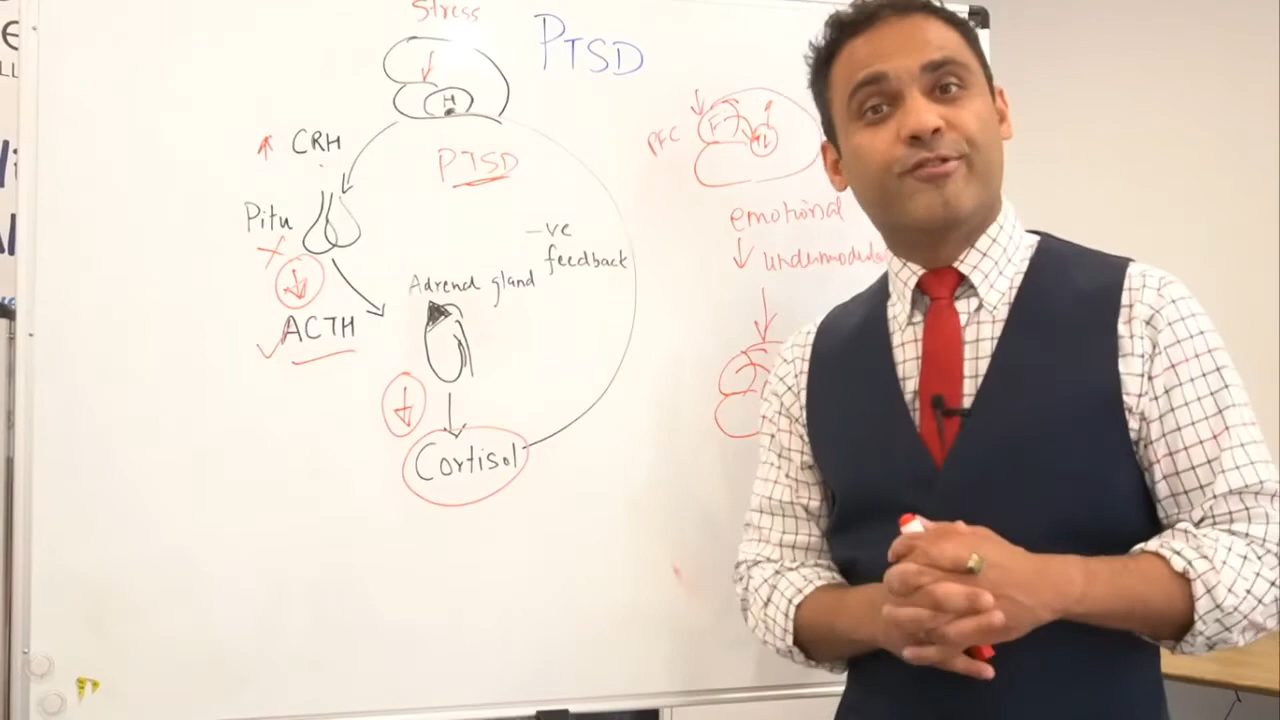 Stress
PTSD
H
CRH
PTSD
Pitu
ACTH
Adrenal gland
-ve
feedback
Cortisol
PFC
F
emotional